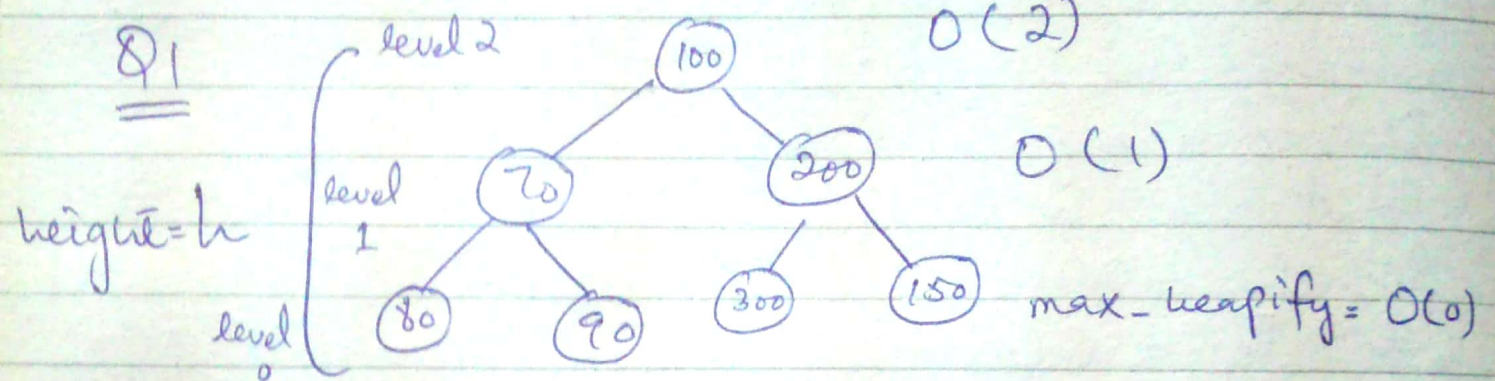 Q1
level 2
100
O(2)
70
200
O(1)
level
1
height=h
80
90
300
150
max_heapify= O(0)
level
0